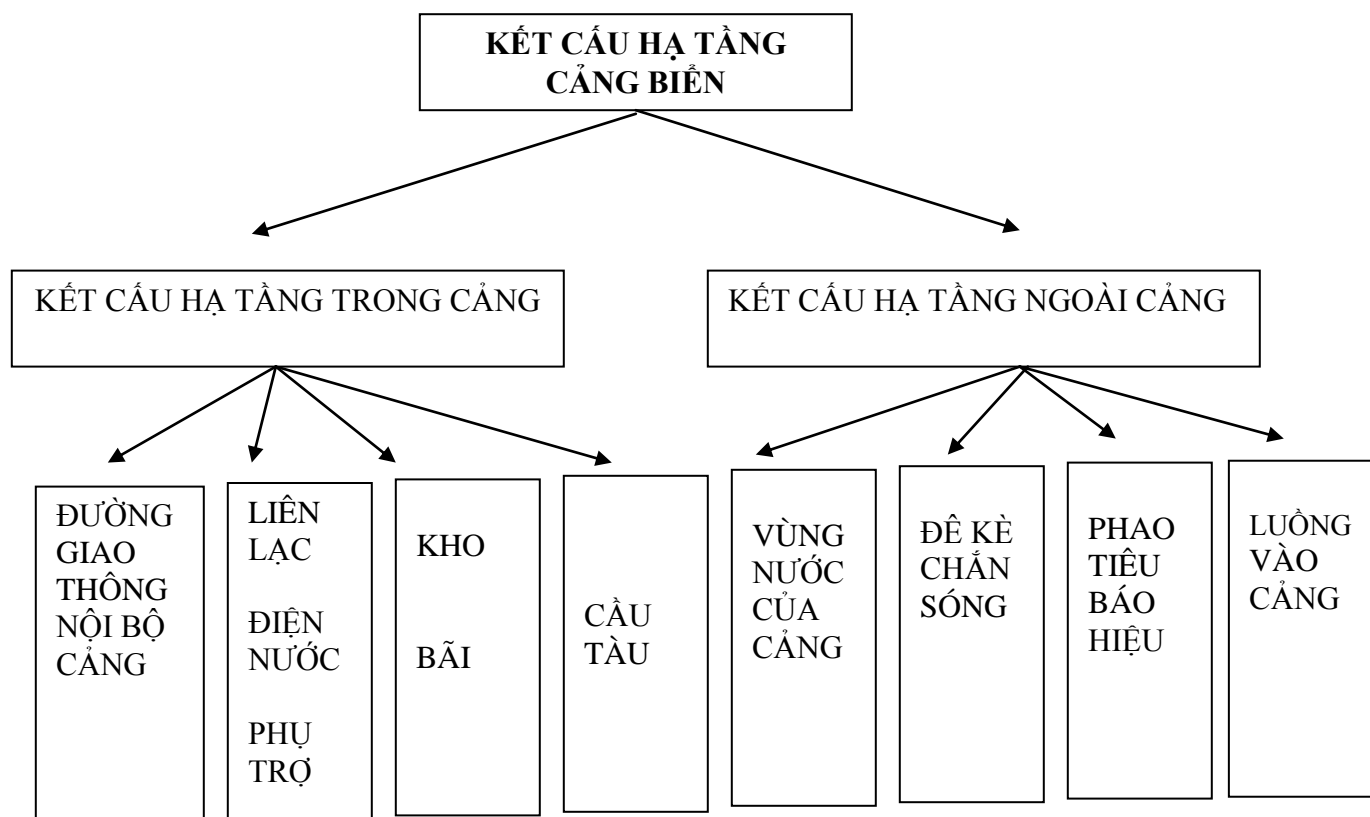 KẾT CẤU HẠ TẦNG
CẢNG BIỂN
KẾT CẤU HẠ TẦNG TRONG CẢNG
KẾT CẤU HẠ TẦNG NGOÀI CẢNG
ĐƯỜNG
GIAO
THÔNG
NỘI BỘ
CẢNG
LIÊN
LẠC
ĐIỆN
NƯỚC
PHỤ
TRỢ
KHO
BÃI
CẦU
TÀU
VÙNG
NƯỚC
CỦA
CẢNG
ĐÊ KÈ
CHẮN
SÓNG
PHAO
TIÊU
BÁO
HIỆU
LUỒNG
VÀO
CẢNG